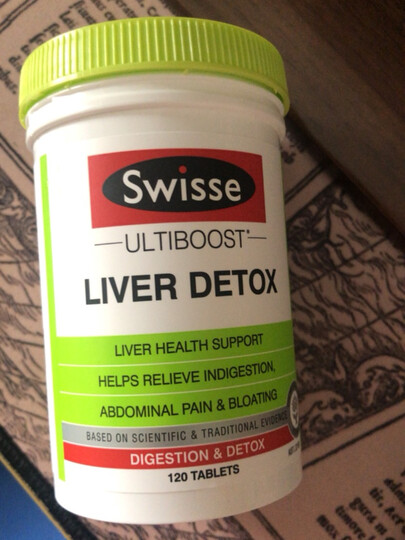 Swisse
ULTIBOOST
LIVER DETOX
LIVER HEALTH SUPPORT
HELPS RELIEVE INDIGESTION,
ABDOMINAL PAIN & BLOATING
BASED ON SCIENTIFIC & TRADITIONAL EVIDENCE
DIGESTION & DETOX
120 TABLETS